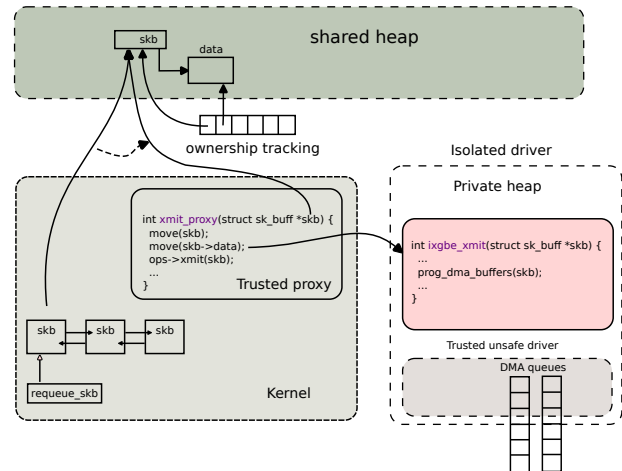 shared heap
skb
data
ownership tracking
Isolated driver
Private heap
int xmit_proxy(struct sk_buff *skb) {
move(skb);
move(skb->data);
ops->xmit(skb);
...
}
Trusted proxy
int ixgbe_xmit(struct sk_buff *skb) {
...
prog_dma_buffers(skb);
...
}
skb
skb
skb
requeue_skb
Kernel
Trusted unsafe driver
DMA queues